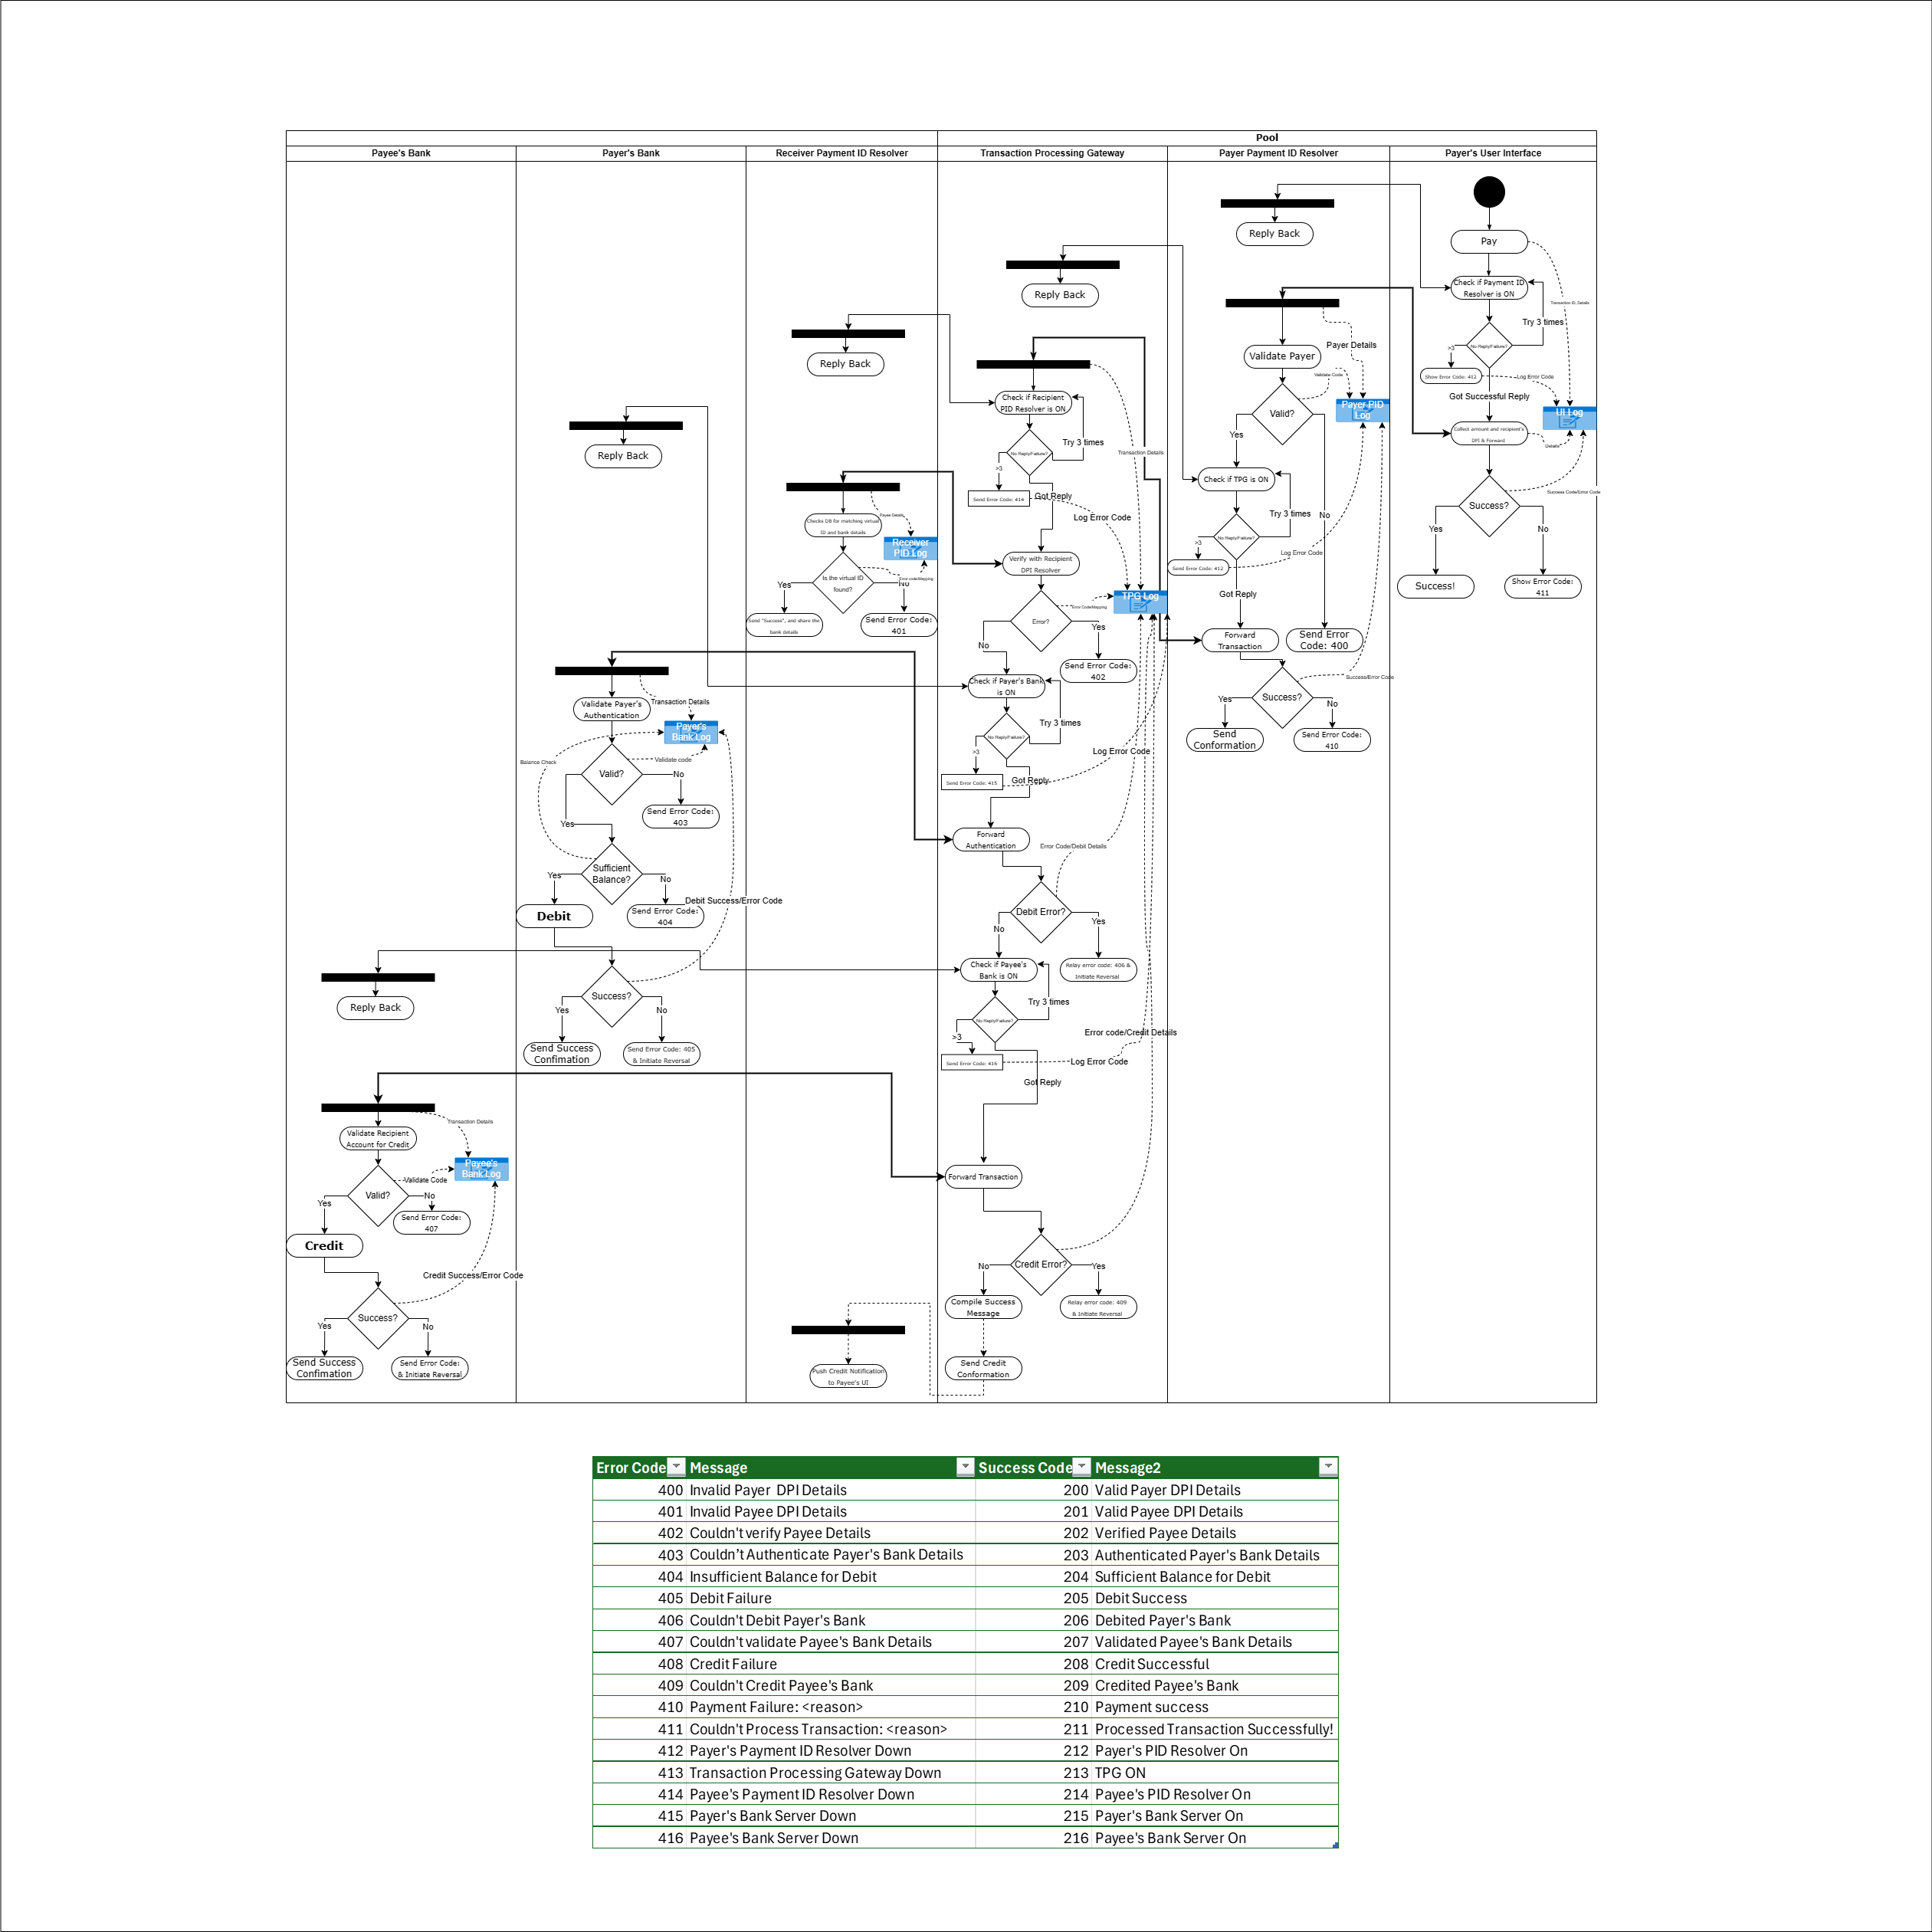 Pool
Payee's Bank
Payer's Bank
Receiver Payment ID Resolver
Transaction Processing Gateway
Payer Payment ID Resolver
Payer's User Interface
Pay
Transaction ID, Details
Check if Payment ID
Resolver is ON
Try 3 times
No Reply/Failure?
>3
Show Error Code: 412
Log Error Code
Got Successful Reply
UI Log
Collect amount and recipient's
DPI & Forward
Details
Success?
Success Code/Error Code
Yes
No
Success!
Show Error Code:
411
Reply Back
Payer Details
Validate Payer
Validate Code
Payer PID
Log
Valid?
Yes
No
Check if TPG is ON
Try 3 times
No Reply/Failure?
>3
Log Error Code
Send Error Code: 412
Got Reply
Forward
Transaction
Send Error
Code: 400
Success?
Success/Error Code
Yes
No
Send
Conformation
Send Error Code:
410
Reply Back
Check if Recipient
PID Resolver is ON
Try 3 times
No Reply/Failure?
Transaction Details
>3
Send Error Code: 414
Got Reply
Log Error Code
Verify with Recipient
DPI Resolver
TPG Log
Error Code/Mapping
Error?
Yes
No
Send Error Code:
402
Check if Payer's Bank
is ON
Try 3 times
No Reply/Failure?
>3
Log Error Code
Send Error Code: 415
Got Reply
Forward
Authentication
Error Code/Debit Details
Debit Error?
Yes
No
Check if Payee's
Bank is ON
Relay error code: 406 &
Initiate Reversal
Try 3 times
No Reply/Failure?
>3
Error code/Credit Details
Send Error Code: 416
Log Error Code
Got Reply
Forward Transaction
Credit Error?
No
Yes
Compile Success
Message
Relay error code: 409
& Initiate Reversal
Send Credit
Conformation
Reply Back
Payee Details
Checks DB for matching virtual
ID and bank details
Receiver
PID Log
Is the virtual ID
found?
Error code/Mapping
Yes
No
Send "Success", and share the
bank details
Send Error Code:
401
Push Credit Notification
to Payee's UI
Reply Back
Validate Payer's
Authentication
Transaction Details
Payer's
Bank Log
Balance Check
Validate code
Valid?
No
Send Error Code:
403
Yes
Sufficient
Balance?
Yes
No
Debit
Send Error Code:
404
Debit Success/Error Code
Success?
Yes
No
Send Success
Confimation
Send Error Code: 405
& Initiate Reversal
Reply Back
Transaction Details
Validate Recipient
Account for Credit
Payee's
Bank Log
Validate Code
Valid?
Yes
No
Send Error Code:
407
Credit
Credit Success/Error Code
Success?
Yes
No
Send Success
Confimation
Send Error Code:
& Initiate Reversal
Error Code Message Success Code Message2
400 Invalid Payer DPI Details 200 Valid Payer DPI Details
401 Invalid Payee DPI Details 201 Valid Payee DPI Details
402 Couldn't verify Payee Details 202 Verified Payee Details
403 Couldn’t Authenticate Payer's Bank Details 203 Authenticated Payer's Bank Details
404 Insufficient Balance for Debit 204 Sufficient Balance for Debit
405 Debit Failure 205 Debit Success
406 Couldn't Debit Payer's Bank 206 Debited Payer's Bank
407 Couldn't validate Payee's Bank Details 207 Validated Payee's Bank Details
408 Credit Failure 208 Credit Successful
409 Couldn't Credit Payee's Bank 209 Credited Payee's Bank
410 Payment Failure: <reason> 210 Payment success
411 Couldn't Process Transaction: <reason> 211 Processed Transaction Successfully!
412 Payer's Payment ID Resolver Down 212 Payer's PID Resolver On
413 Transaction Processing Gateway Down 213 TPG ON
414 Payee's Payment ID Resolver Down 214 Payee's PID Resolver On
415 Payer's Bank Server Down 215 Payer's Bank Server On
416 Payee's Bank Server Down 216 Payee's Bank Server On